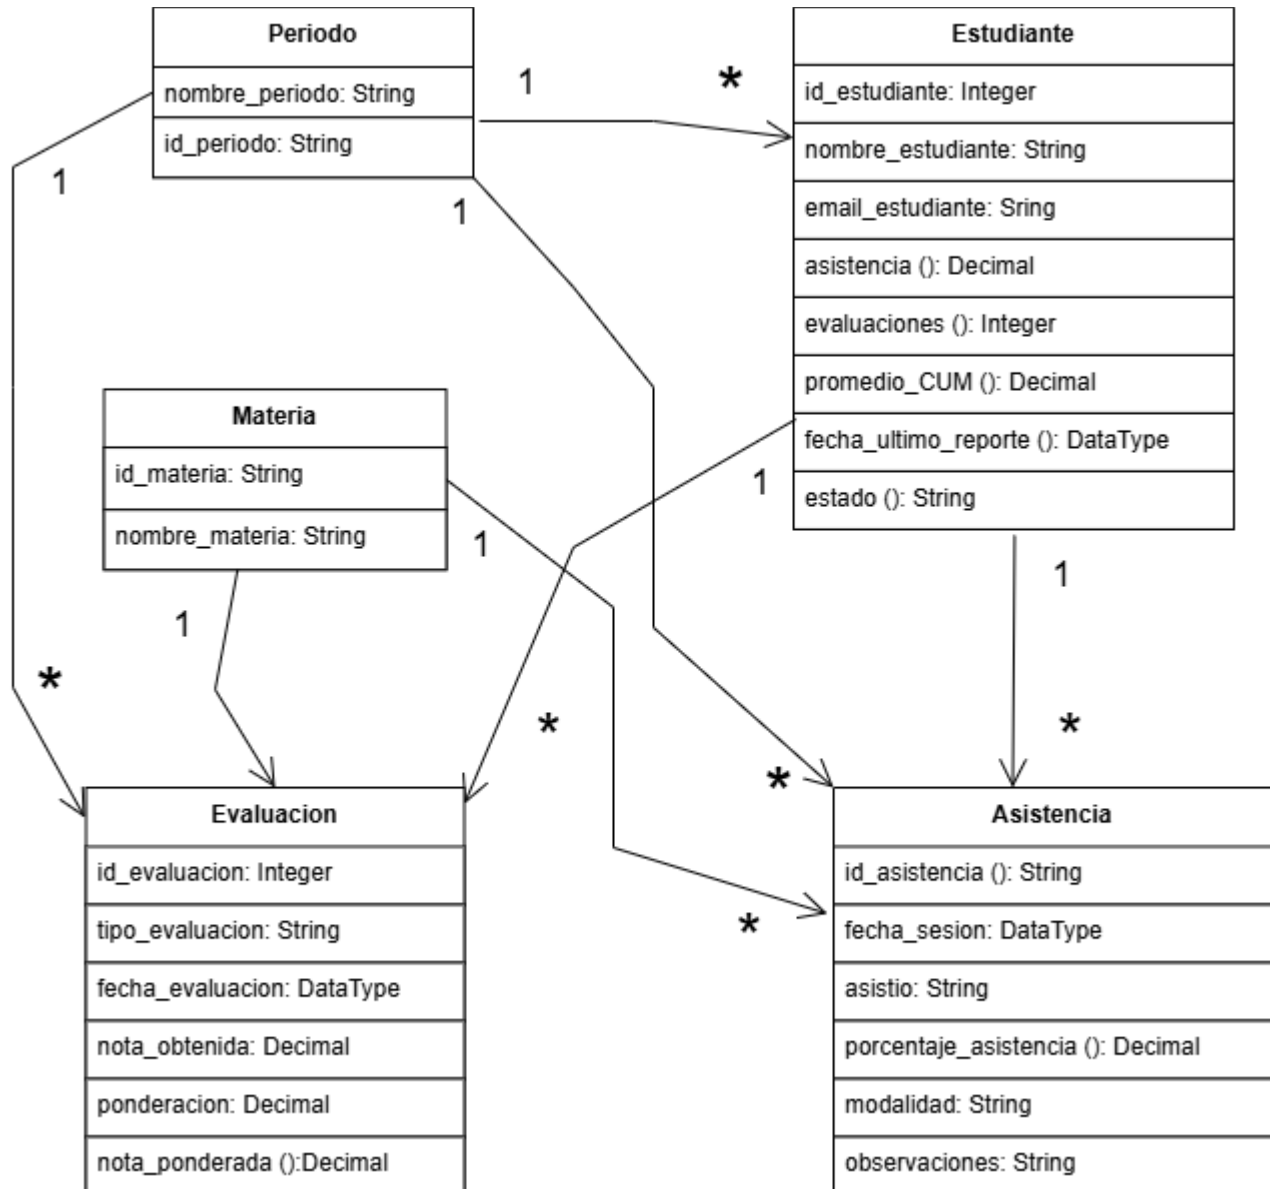 Periodo
nombre_periodo: String
id_periodo: String
1
*
1
1
Estudiante
id_estudiante: Integer
nombre_estudiante: String
email_estudiante: Sring
asistencia (): Decimal
evaluaciones (): Integer
promedio_CUM (): Decimal
fecha_ultimo_reporte (): DataType
estado (): String
1
1
Materia
id_materia: String
nombre_materia: String
1
1
*
*
*
*
*
Evaluacion
id_evaluacion: Integer
tipo_evaluacion: String
fecha_evaluacion: DataType
nota_obtenida: Decimal
ponderacion: Decimal
nota_ponderada ():Decimal
Asistencia
id_asistencia (): String
fecha_sesion: DataType
asistio: String
porcentaje_asistencia (): Decimal
modalidad: String
observaciones: String